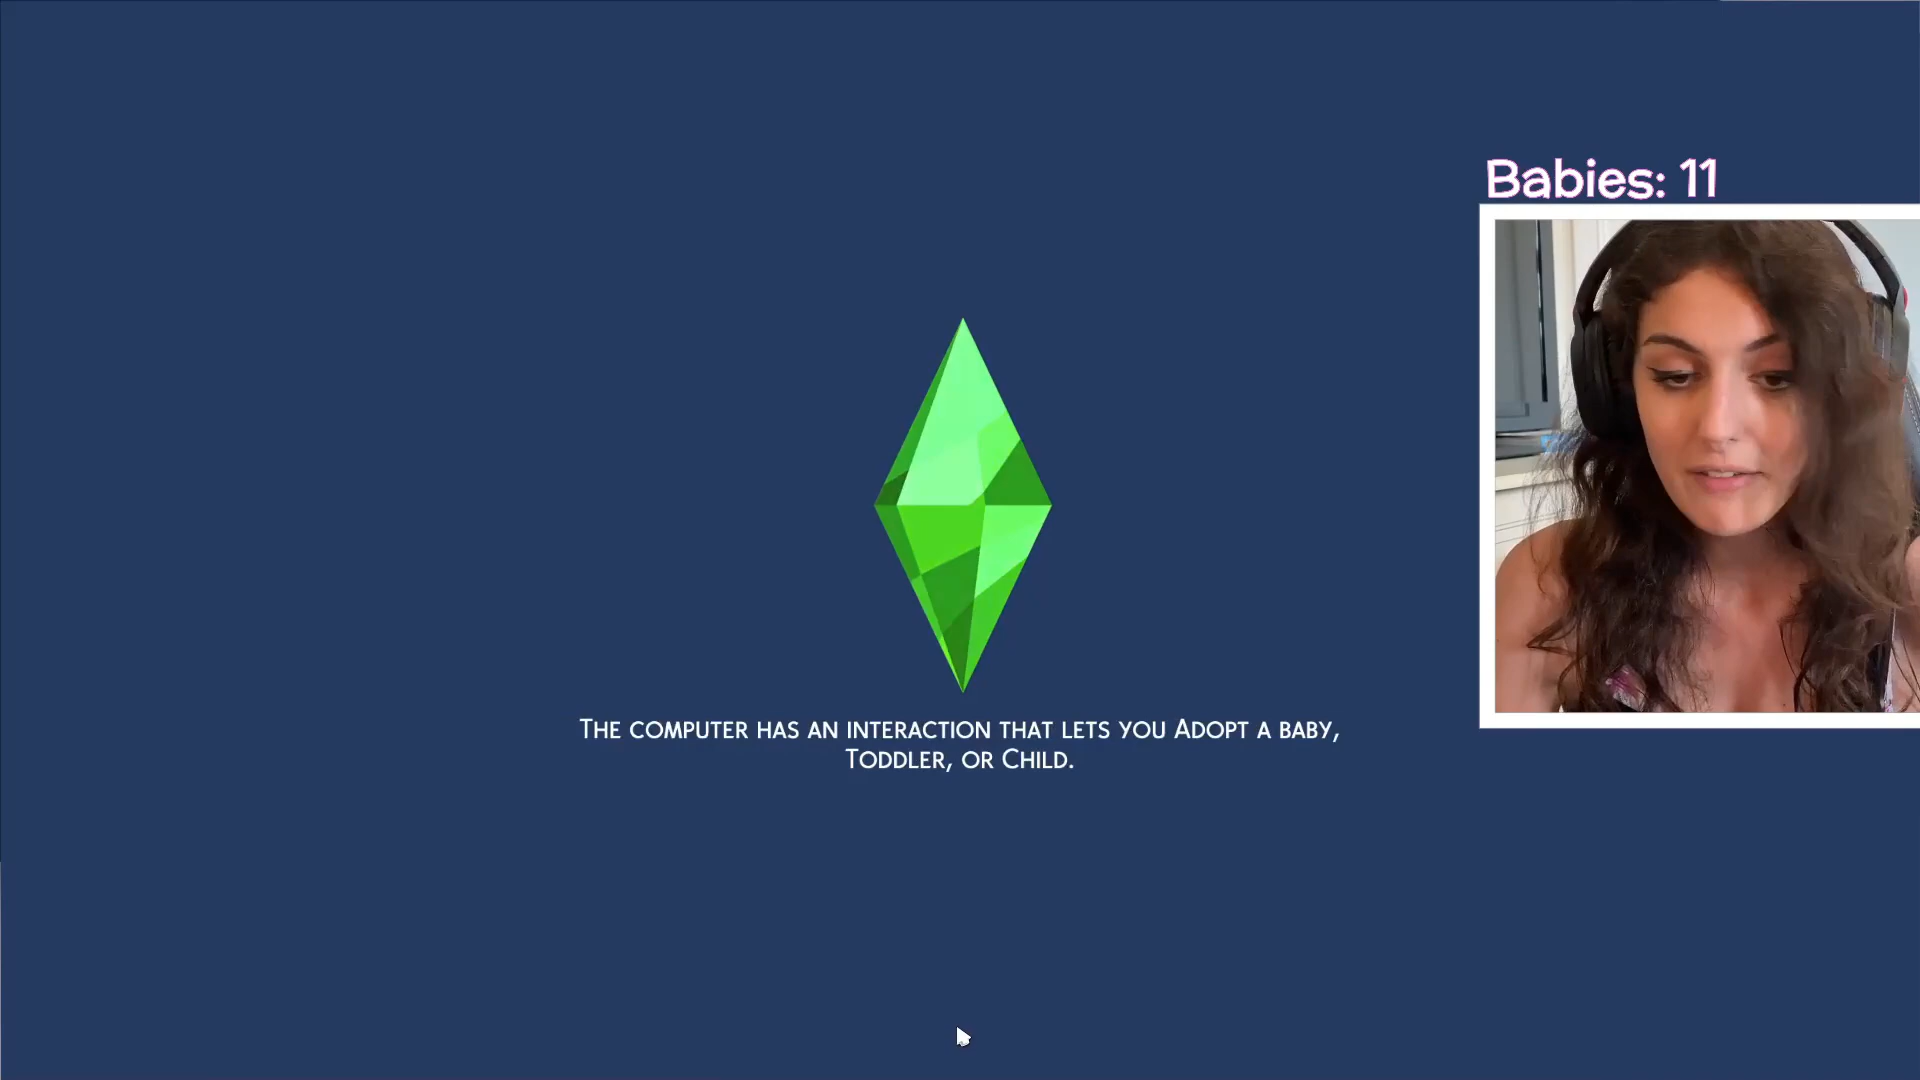 Babies: 11
The computer has an interaction that lets you Adopt a baby,
Toddler, or Child.